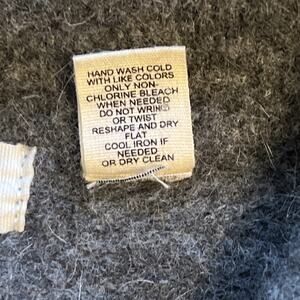 HAND WASH COLD
WITH LIKE COLORS
ONLY NON-
CHLORINE BLEACH
WHEN NEEDED
DO NOT WRING
OR TWIST
RESHAPE AND DRY
FLAT
COOL IRON IF
NEEDED
OR DRY CLEAN